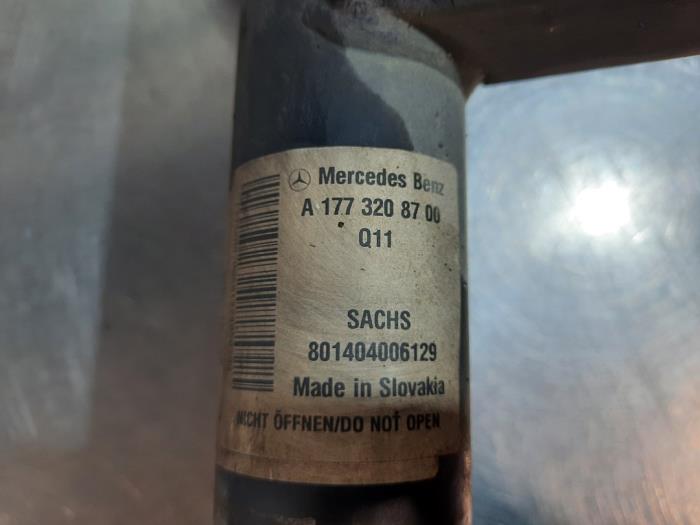 Mercedes Benz
A 177 320 87 00
Q11
SACHS
801404006129
Made in Slovakia
NICHT ÖFFNEN/DO NOT OPEN